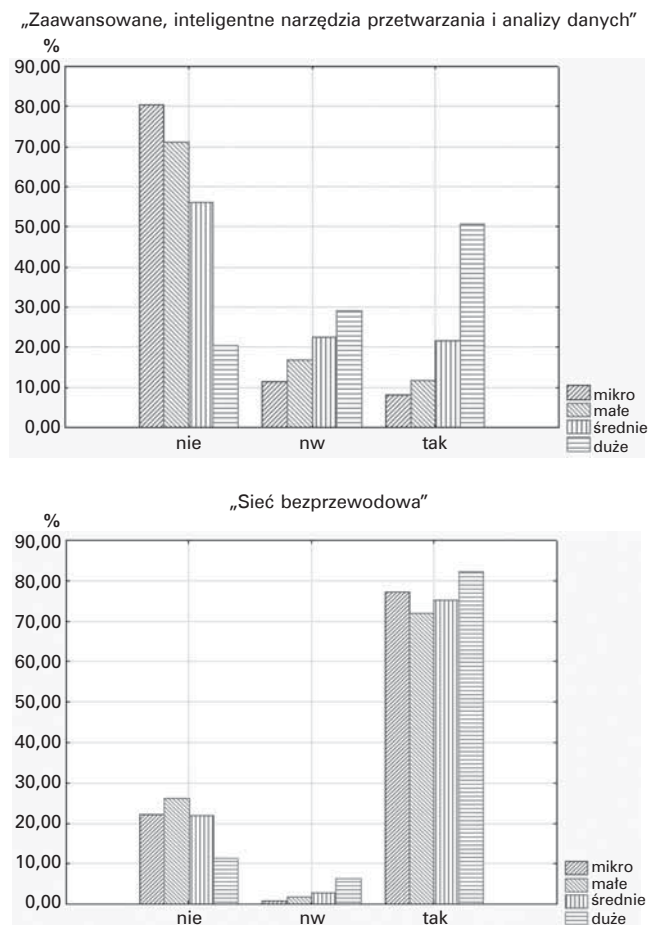 „Zaawansowane, inteligentne narzędzia przetwarzania i analizy danych”
%
90,00
80,00
70,00
60,00
50,00
40,00
30,00
20,00
10,00
0,00
nie nw tak
mikro
małe
średnie
duże
„Sieć bezprzewodowa”
%
90,00
80,00
70,00
60,00
50,00
40,00
30,00
20,00
10,00
0,00
nie nw tak
mikro
małe
średnie
duże